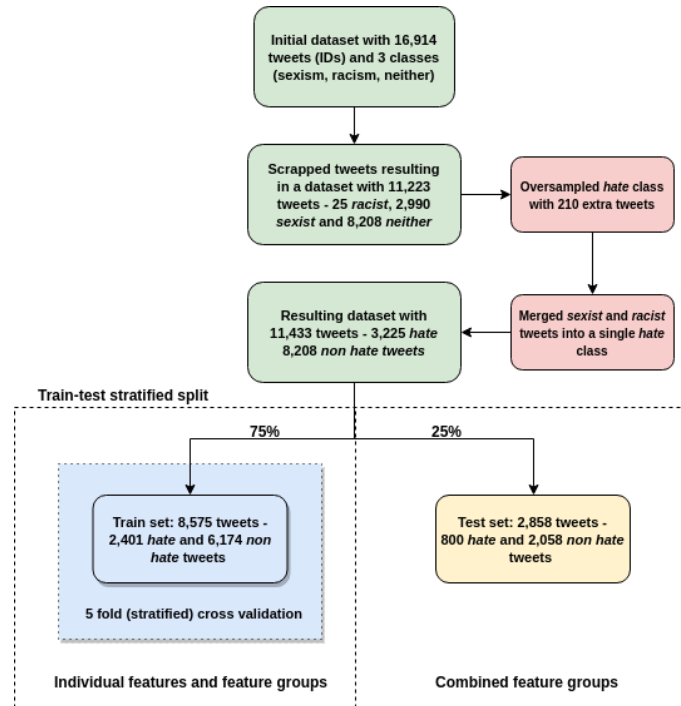 Initial dataset with 16,914
tweets (IDs) and 3 classes
(sexism, racism, neither)
Scrapped tweets resulting
in a dataset with 11,223
tweets - 25 racist, 2,990
sexist and 8,208 neither
Oversampled hate class
with 210 extra tweets
Merged sexist and racist
tweets into a single hate
class
Resulting dataset with
11,433 tweets - 3,225 hate
8,208 non hate tweets
Train-test stratified split
75%
25%
Train set: 8,575 tweets -
2,401 hate and 6,174 non
hate tweets
5 fold (stratified) cross validation
Test set: 2,858 tweets -
800 hate and 2,058 non hate
tweets
Individual features and feature groups
Combined feature groups